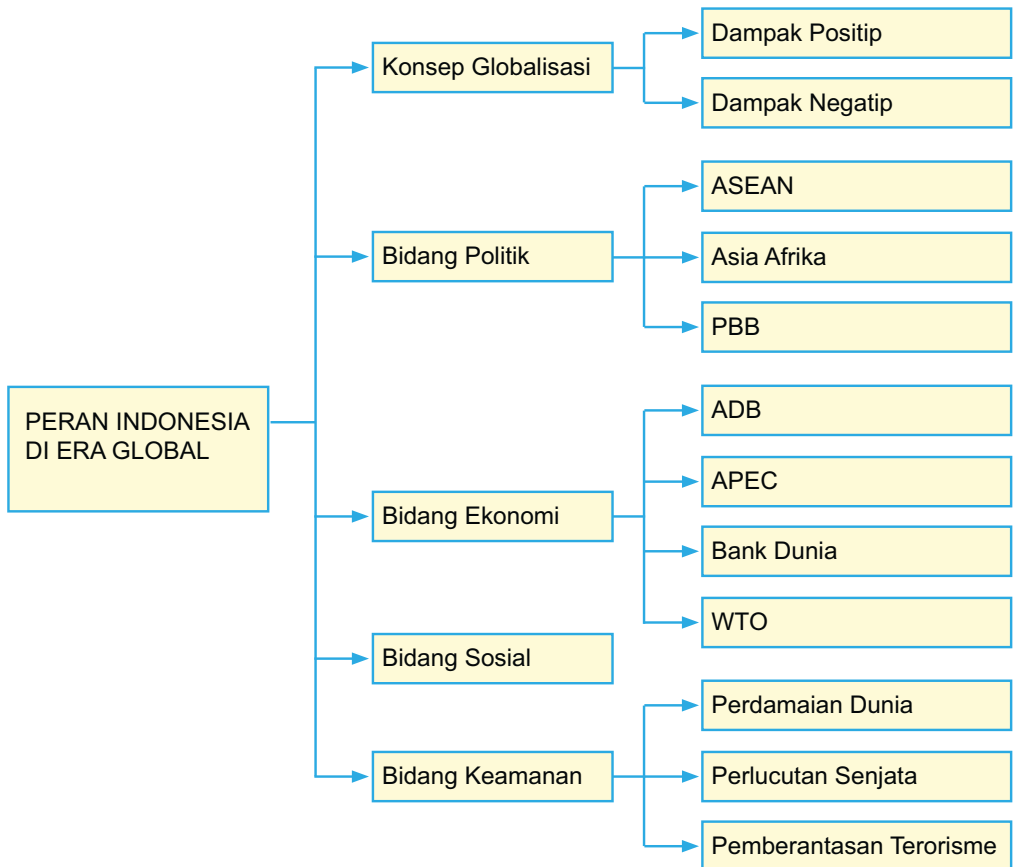 PERAN INDONESIA
DI ERA GLOBAL
Konsep Globalisasi
Dampak Positip
Dampak Negatip
Bidang Politik
ASEAN
Asia Afrika
PBB
Bidang Ekonomi
ADB
APEC
Bank Dunia
WTO
Bidang Sosial
Bidang Keamanan
Perdamaian Dunia
Perlucutan Senjata
Pemberantasan Terorisme